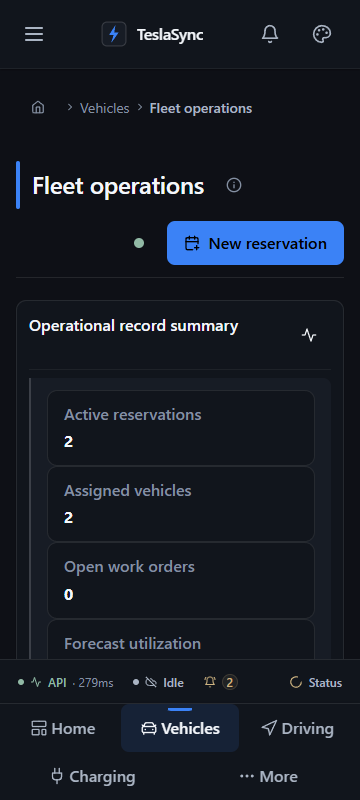 TeslaSync
Vehicles
Fleet operations
Fleet operations
New reservation
Operational record summary
Active reservations
2
Assigned vehicles
2
Open work orders
0
Forecast utilization
API · 279ms
Idle
2
Status
Home
Vehicles
Driving
Charging
More